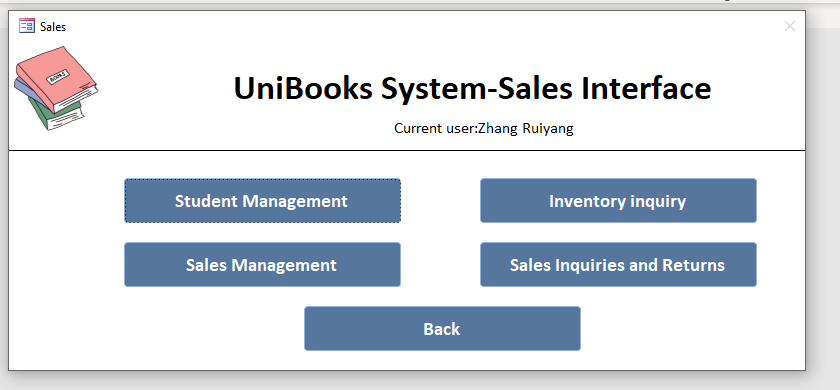 Sales
BOOKS
UniBooks System-Sales Interface
Current user:Zhang Ruiyang
Student Management
Inventory inquiry
Sales Management
Sales Inquiries and Returns
Back